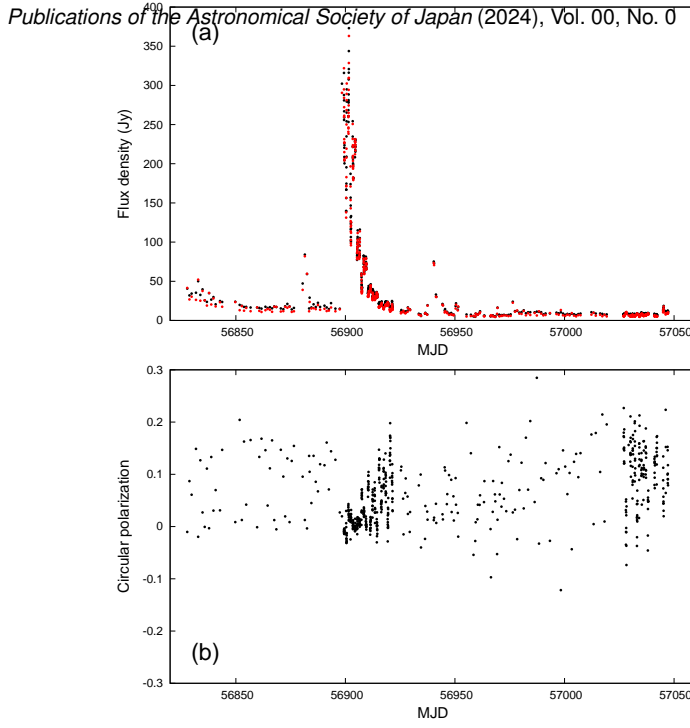 Publications of the Astronomical Society of Japan (2024), Vol. 00, No. 0
400
(a)
350
300
250
200
150
100
50
0
Flux density (Jy)
56850 56900 56950 57000 57050
MJD
0.3
0.2
0.1
0
-0.1
-0.2
-0.3
Circular polarization
(b)
56850 56900 56950 57000 57050
MJD